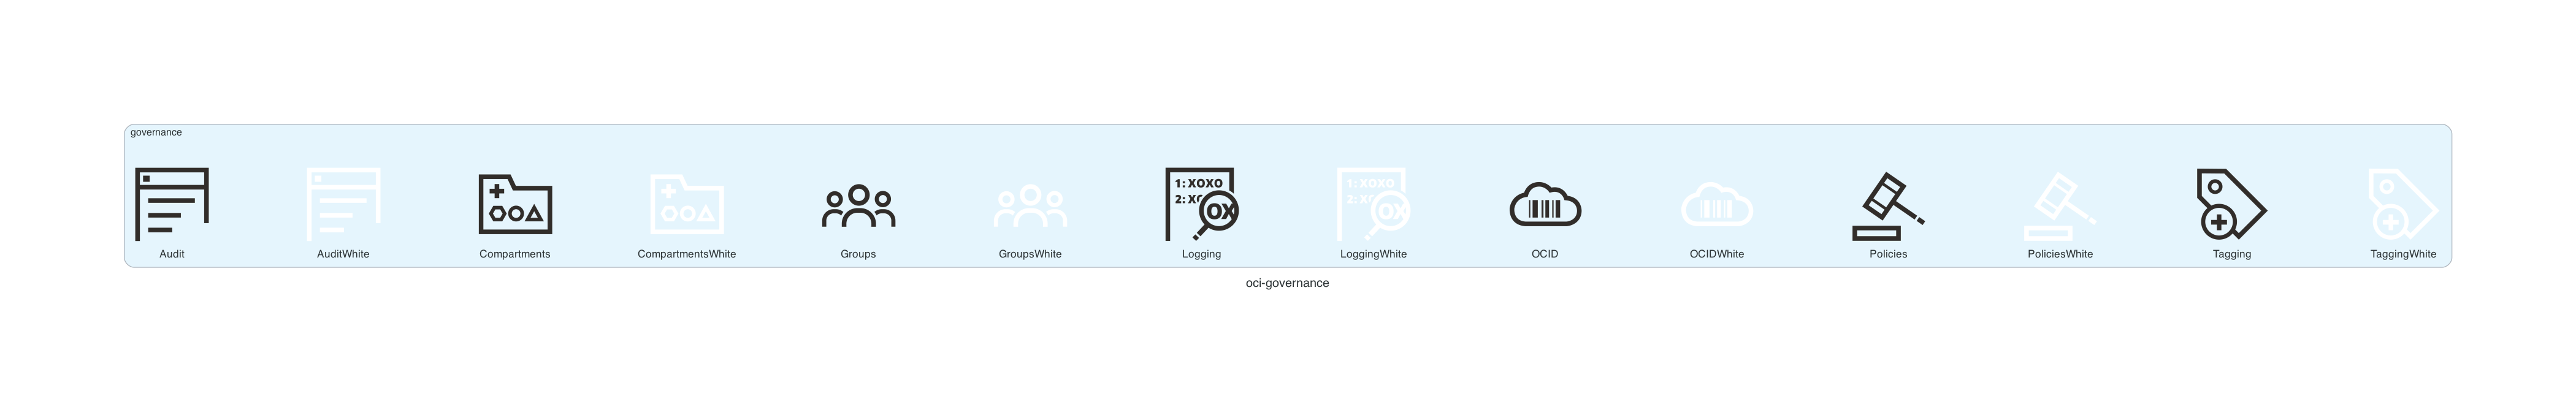 governance
1: XOXO
2: XO
OX
1: XOXO
2: XO
OX
Audit
AuditWhite
Compartments
CompartmentsWhite
Groups
GroupsWhite
Logging
LoggingWhite
OCID
OCIDWhite
Policies
PoliciesWhite
Tagging
TaggingWhite
oci-governance